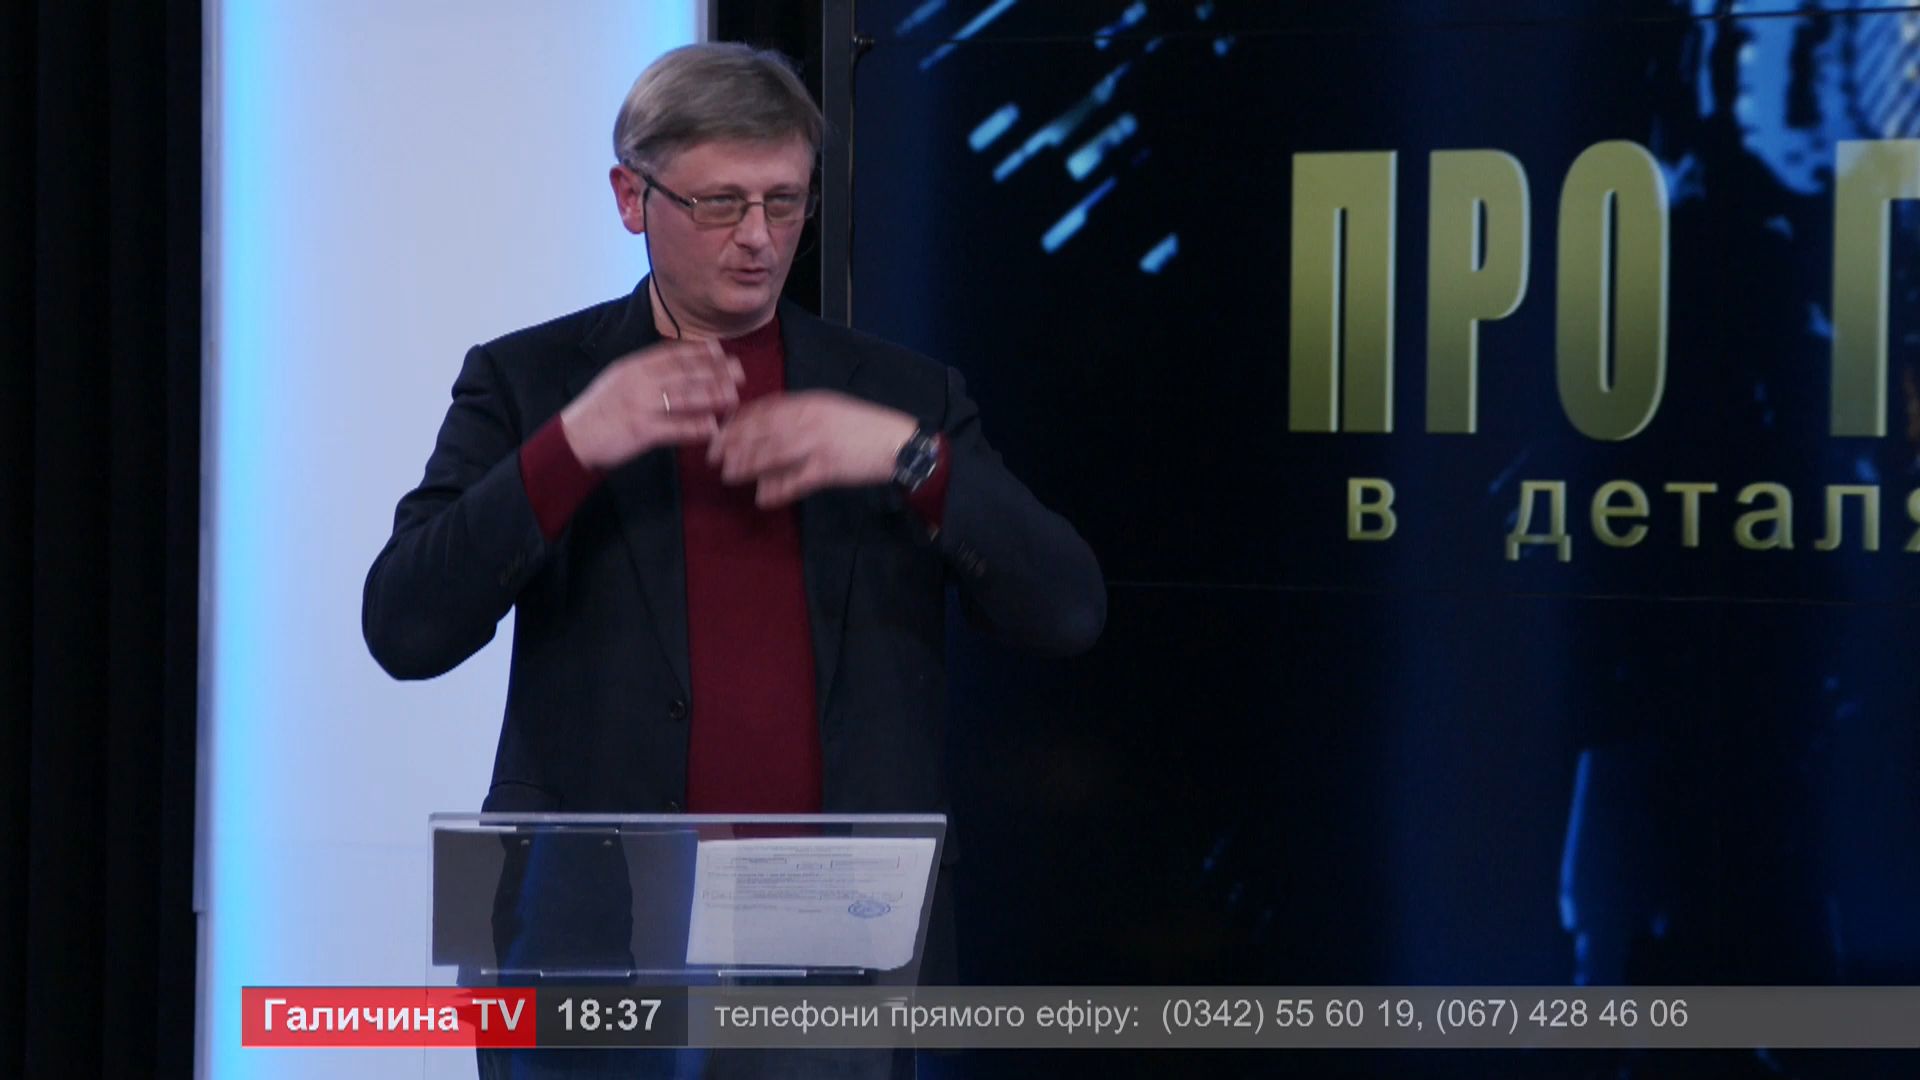 ПРО Г
в деталя
Галичина TV 18:37 телефони прямого ефіру: (0342) 55 60 19, (067) 428 46 06